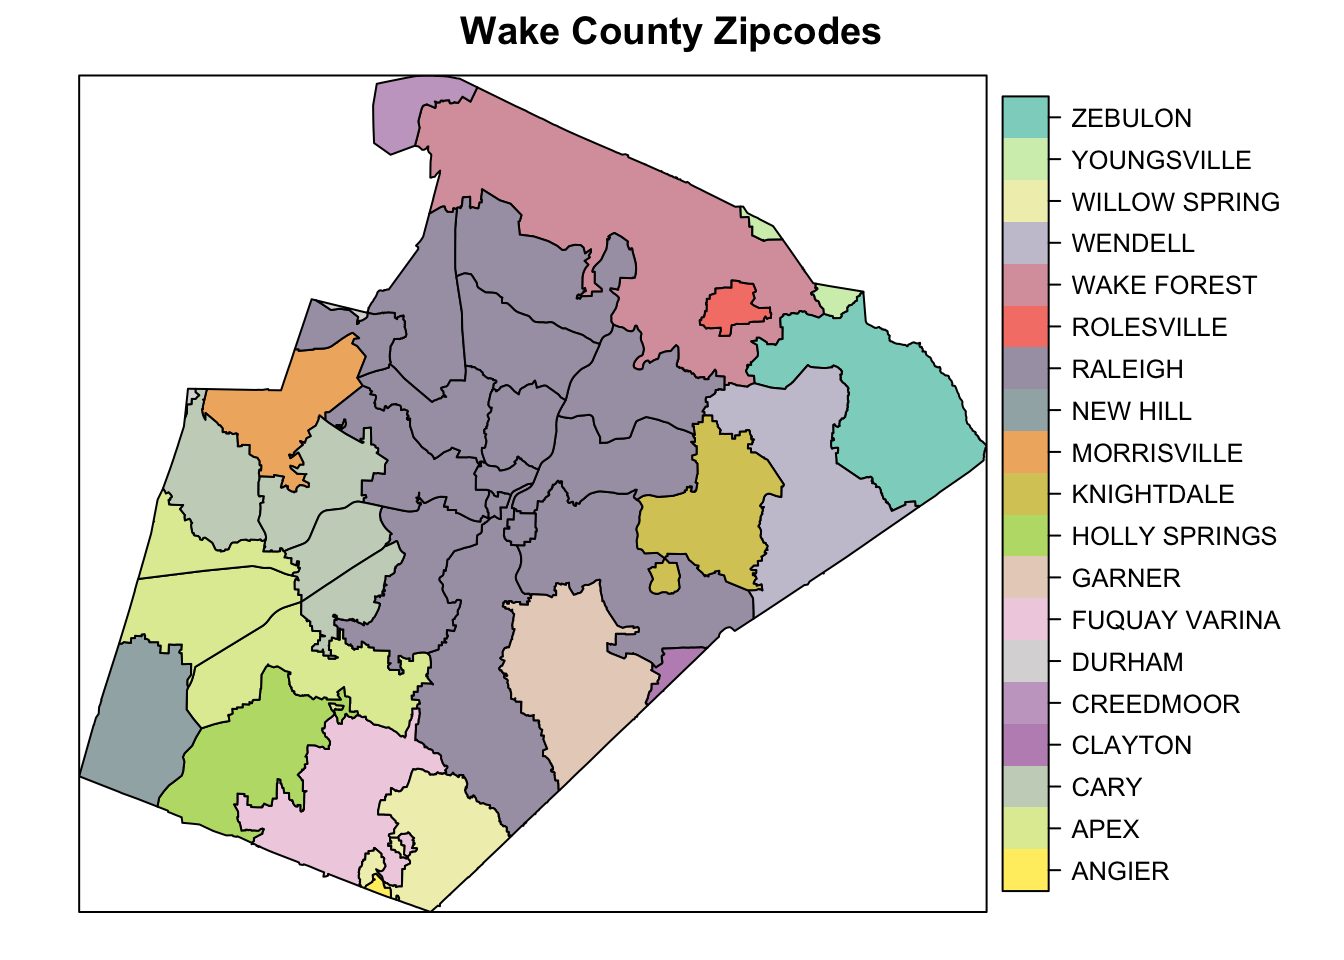 Wake County Zipcodes
ZEBULON
YOUNGSVILLE
WILLOW SPRING
WENDELL
WAKE FOREST
ROLESVILLE
RALEIGH
NEW HILL
MORRISVILLE
KNIGHTDALE
HOLLY SPRINGS
GARNER
FUQUAY VARINA
DURHAM
CREEDMOOR
CLAYTON
CARY
APEX
ANGIER